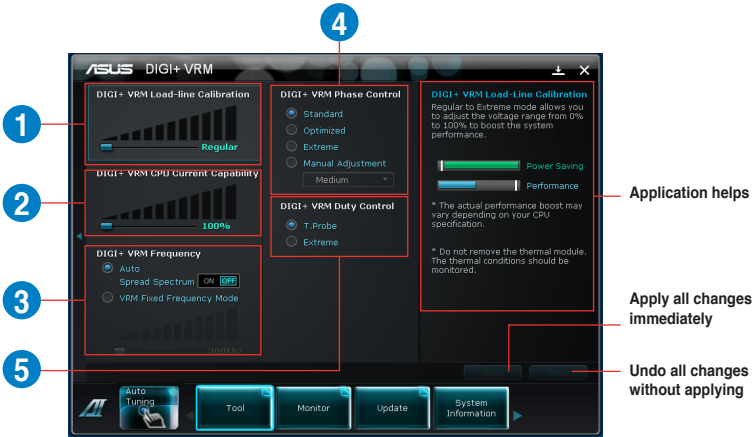 4
ASUS DIGI+ VRM
1
DIGI+ VRM Load-line Calibration
Regular
2
DIGI+ VRM CPU Current Capability
100%
3
DIGI+ VRM Frequency
Auto
Spread Spectrum ON OFF
VRM Fixed Frequency Mode
300Khz
DIGI+ VRM Phase Control
Standard
Optimized
Extreme
Manual Adjustment
Medium
DIGI+ VRM Duty Control
T.Probe
Extreme
5
DIGI+ VRM Load-Line Calibration
Regular to Extreme mode allows you
to adjust the voltage range from 0%
to 100% to boost the system
performance.
Power Saving
Performance
* The actual performance boost may
vary depending on your CPU
specification.
* Do not remove the thermal module.
The thermal conditions should be
monitored.
Application helps
Apply all changes
immediately
Undo all changes
without applying
Apply
Undo
Auto
Tuning
Tool
Monitor
Update
System
Information